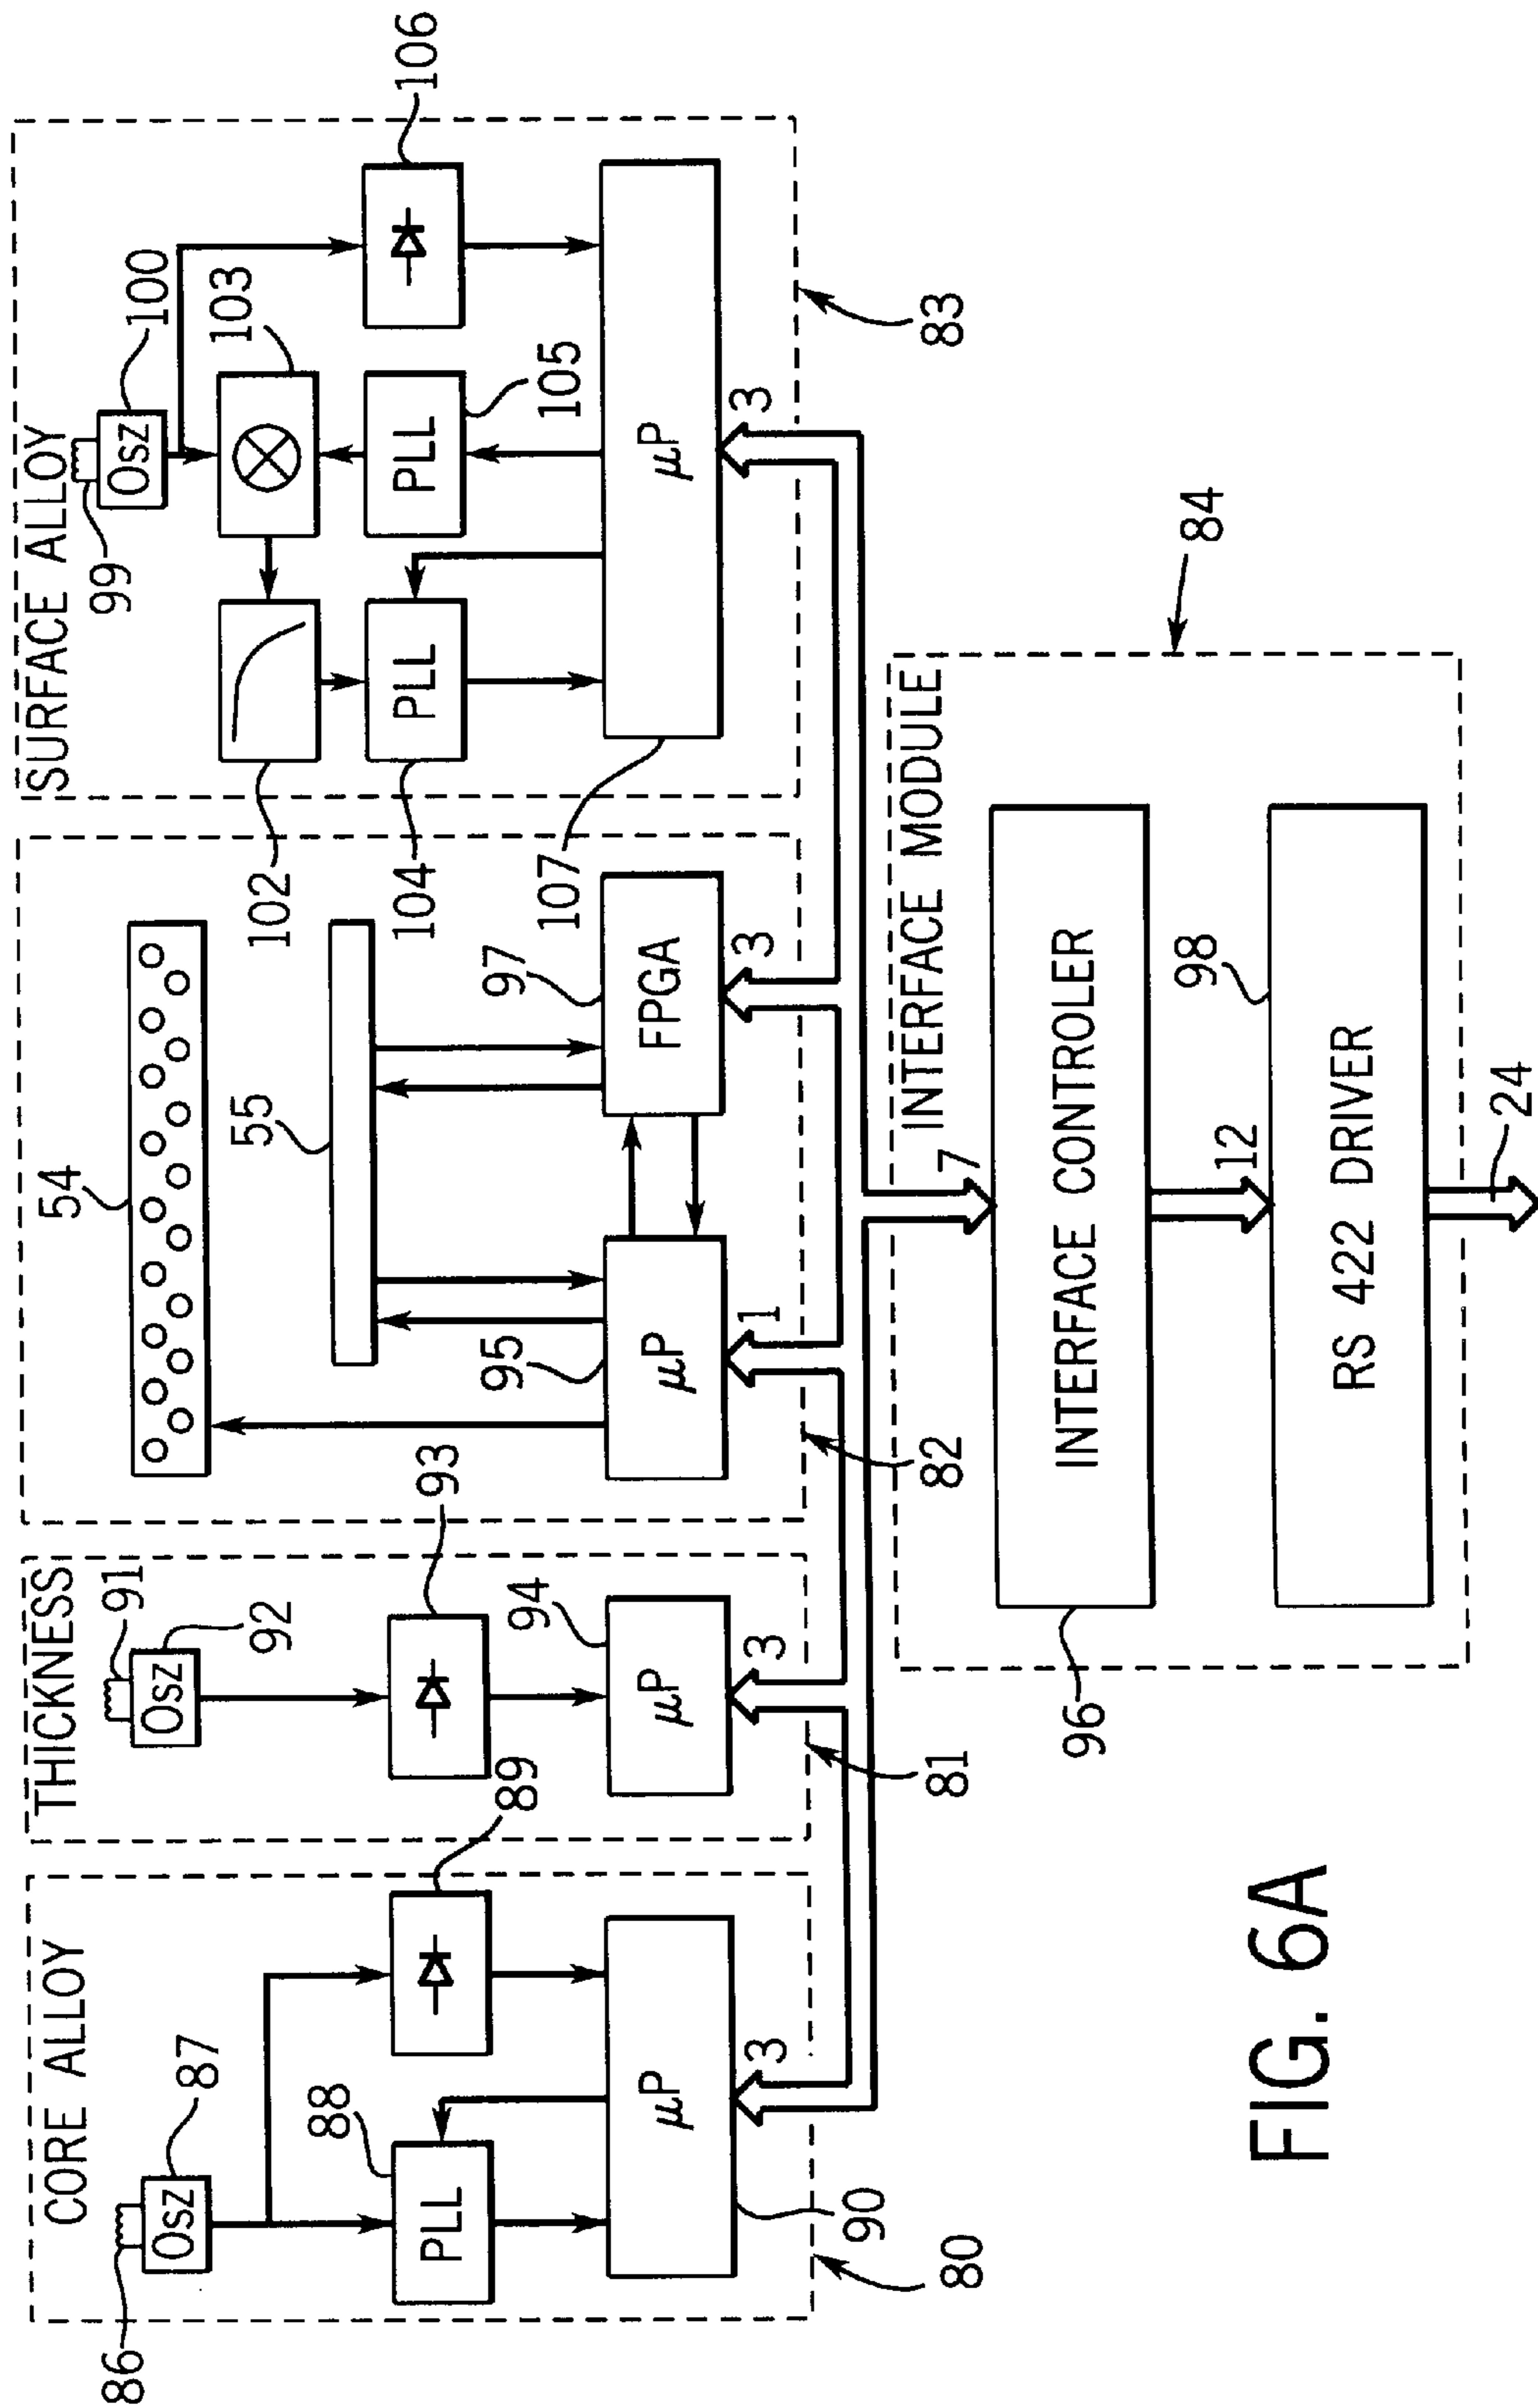 CORE ALLOY
86
Osz
87
88
PLL
89
μP
90
3
80
THICKNESS
91
Osz
92
93
94
μP
3
81
54
55
95
μP
1
97
FPGA
3
82
SURFACE ALLOY
99
Osz
100
102
103
104
PLL
105
PLL
106
107
μP
3
83
INTERFACE MODULE
7
84
INTERFACE CONTROLER
96
12
98
RS 422 DRIVER
24
FIG. 6A